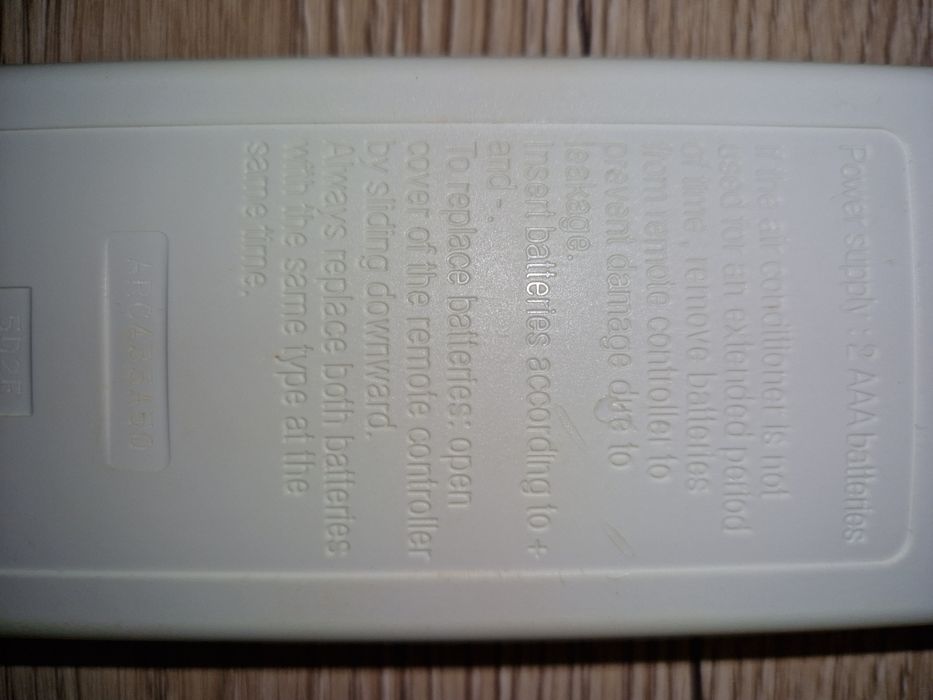 Power supply : 2 AAA batteries
If the air conditioner is not
used for an extended period
of time , remove batteries
from remote controller to
prevent damage due to
leakage.
Insert batteries according to +
and -.
To replace batteries: open
cover of the remote controller
by sliding downward.
Always replace both batteries
with the same type at the
same time.
ARC433A50